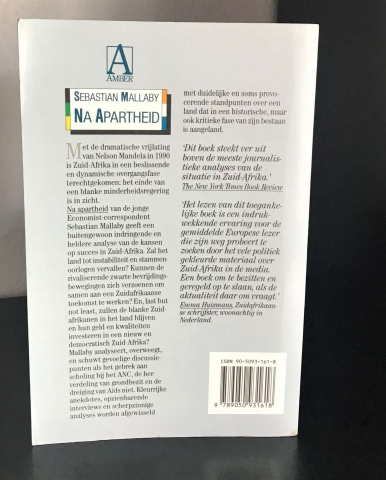 A
AMBER
SEBASTIAN MALLABY
NA APARTHEID
Met de dramatische vrijlating
van Nelson Mandela in 1990
is Zuid-Afrika in een beslissende
en dynamische overgangsfase
terechtgekomen: het einde van
een blanke minderheidsregering
is in zicht.
Na apartheid van de jonge
Economist-correspondent
Sebastian Mallaby geeft een
buitengewoon indringende en
heldere analyse van de kansen
op succes in Zuid-Afrika. Zal het
land tot instabiliteit en stammen-
oorlogen vervallen? Kunnen de
rivaliserende zwarte bevrijdings-
bewegingen zich verzoenen om
samen aan een Zuidafrikaanse
toekomst te werken? En, last but
not least, zullen de blanke Zuid-
afrikanen in het land blijven
en hun geld en kwaliteiten
investeren in een nieuw en
democratisch Zuid Afrika?
Mallaby analyseert, overweegt,
en schuwt gevoelige discussie-
punten als het gebrek aan
scholing bij het ANC, de her
verdeling van grondbezit en de
dreiging van Aids niet. Kleurrijke
anekdotes, opzienbarende
interviews en scherpzinnige
analyses worden afgewisseld
met duidelijke en soms provo-
cerende standpunten over een
land dat in een historische, maar
ook kritieke fase van zijn bestaan
is aangeland.
'Dit boek steekt ver uit
boven de meeste journalis-
tieke analyses van de
situatie in Zuid-Afrika.'
The New York Times Book Review
'Het lezen van dit toeganke-
lijke boek is een indruk-
wekkende ervaring voor de
gemiddelde Europese lezer
die zijn weg probeert te
zoeken door het vele politiek
gekleurde materiaal over
Zuid-Afrika in de media.
Een boek om te bezitten en
geregeld op te slaan, als de
aktualiteit daar om vraagt.'
Emma Huismans, Zuidafrikaan-
se schrijfster, woonachtig in
Nederland.
ISBN 90-5093-161-8
9 789050 931618